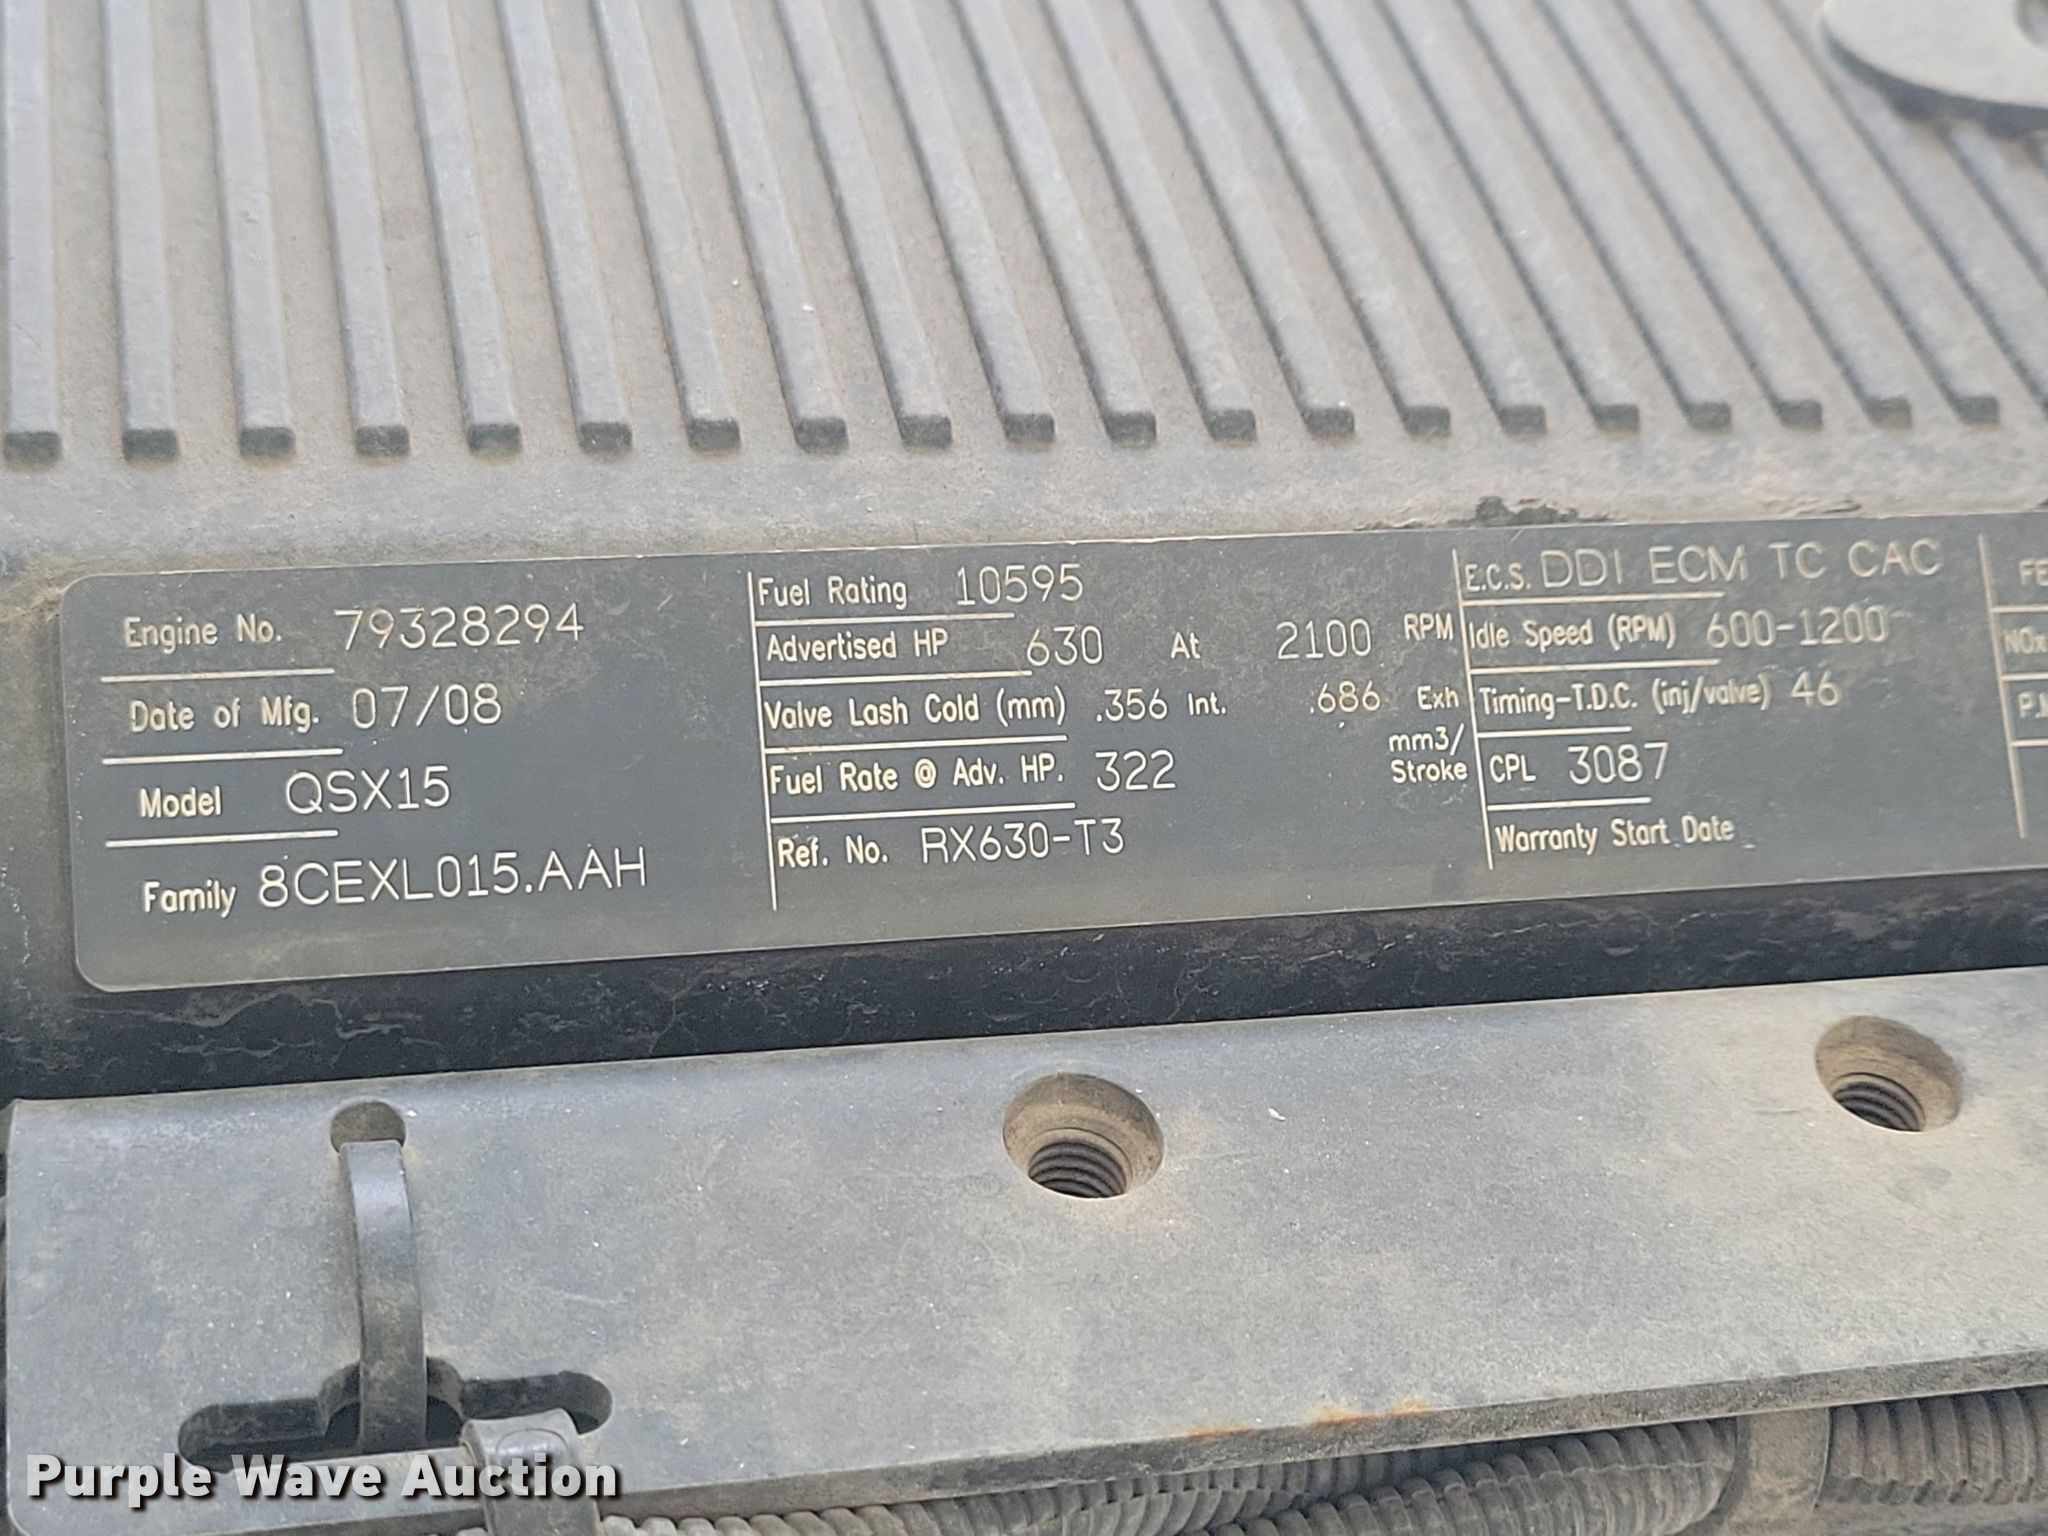 Engine No. 79328294
Date of Mfg. 07/08
Model QSX15
Family 8CEXL015.AAH
Fuel Rating 10595
Advertised HP 630 At 2100 RPM
Valve Lash Cold (mm) .356 Int. .686 Exh
Fuel Rate @ Adv. HP. 322 mm3/
Stroke
Ref. No. RX630-T3
E.C.S. DDI ECM TC CAC
Idle Speed (RPM) 600-1200
Timing-T.D.C. (inj/valve) 46
CPL 3087
Warranty Start Date
FE
NOx
P.M
Purple Wave Auction